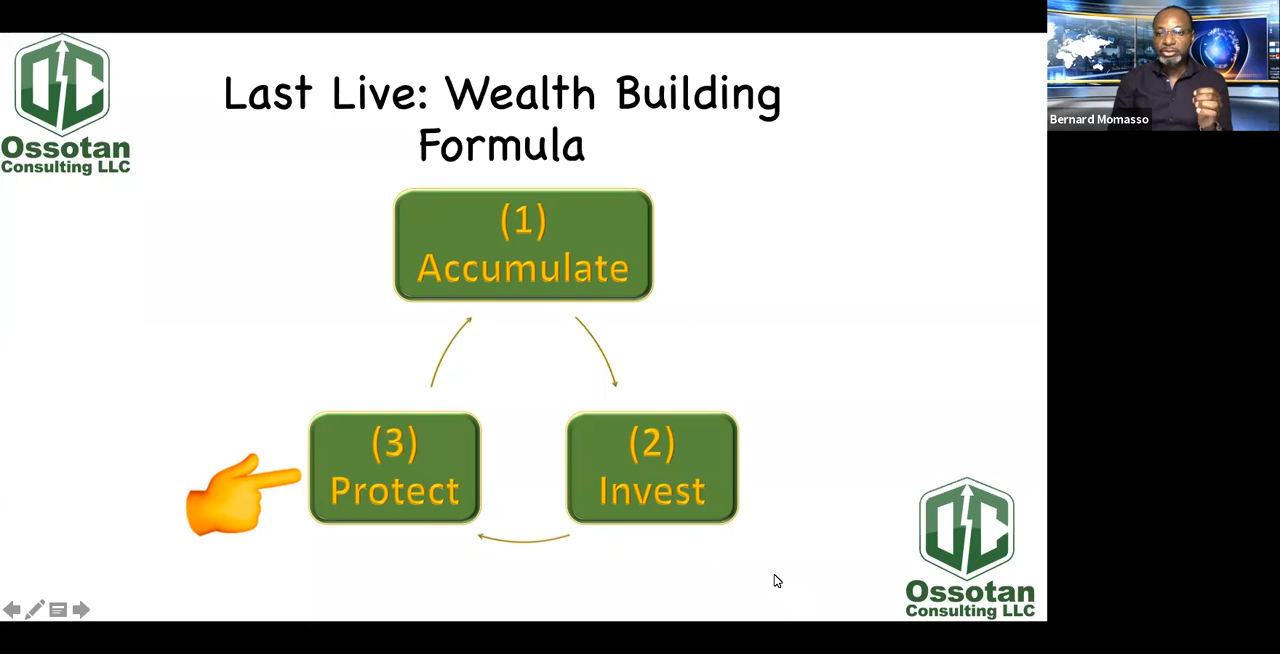 Ossotan
Consulting LLC
Last Live: Wealth Building
Formula
Bernard Momasso
(1)
Accumulate
(3)
Protect
(2)
Invest
Ossotan
Consulting LLC